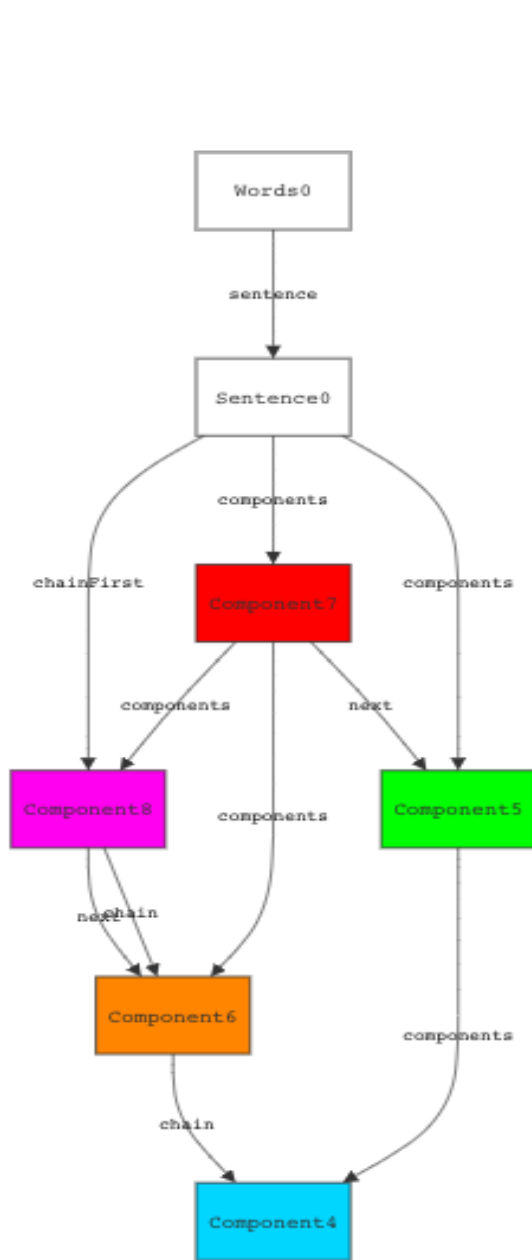 Words0
sentence
Sentence0
components
chainFirst
components
Component7
components
next
Component8
Component5
components
next
chain
Component6
components
chain
Component4